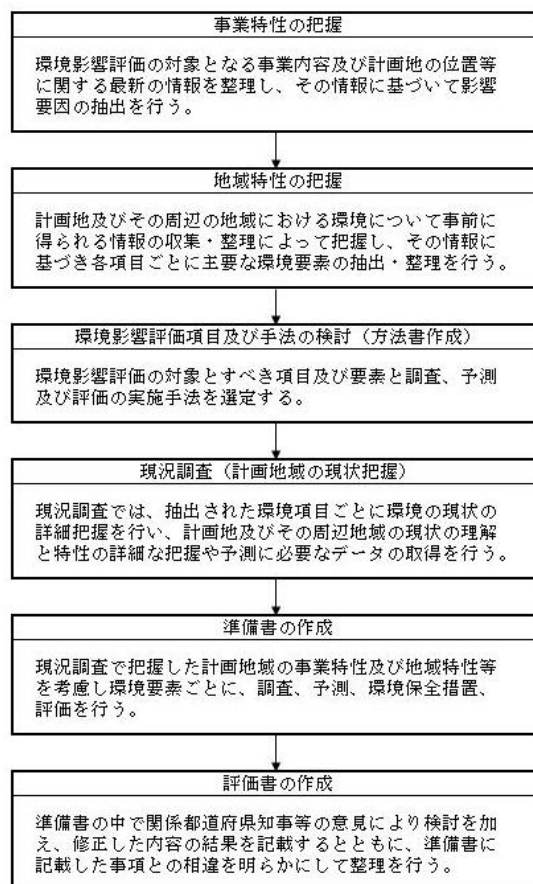 事業特性の把握
環境影響評価の対象となる事業内容及び計画地の位置等
に関する最新の情報を整理し、その情報に基づいて影響
要因の抽出を行う。
地域特性の把握
計画地及びその周辺の地域における環境について事前に
得られる情報の収集・整理によって把握し、その情報に
基づき各項目ごとに主要な環境要素の抽出・整理を行う。
環境影響評価項目及び手法の検討（方法書作成）
環境影響評価の対象とすべき項目及び要素と調査、予測
及び評価の実施手法を選定する。
現況調査（計画地域の現状把握）
現況調査では、抽出された環境項目ごとに環境の現状の
詳細把握を行い、計画地及びその周辺地域の現状の理解
と特性の詳細な把握や予測に必要なデータの取得を行う。
準備書の作成
現況調査で把握した計画地域の事業特性及び地域特性等
を考慮し環境要素ごとに、調査、予測、環境保全措置、
評価を行う。
評価書の作成
準備書の中で関係都道府県知事等の意見により検討を加
え、修正した内容の結果を記載するとともに、準備書に
記載した事項との相違を明らかにして整理を行う。